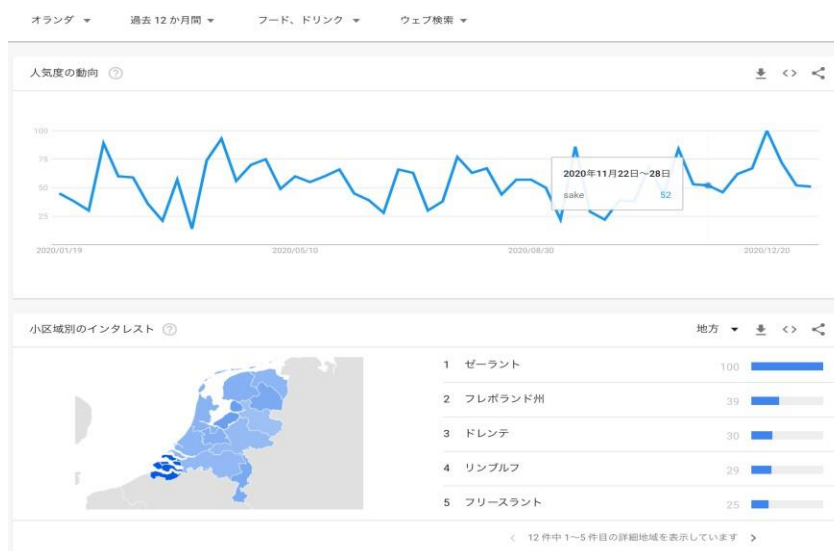 オランダ 過去 12 か月間 フード、ドリンク ウェブ検索
人気度の動向
100
75
50
25
2020年11月22日～28日
sake 52
2020/01/19 2020/05/10 2020/08/30 2020/12/20
小区域別のインタレスト 地方
1 ゼーラント 100
2 フレボランド州 39
3 ドレンテ 30
4 リンブルフ 29
5 フリースラント 25
12 件中 1～5 件目の詳細地域を表示しています